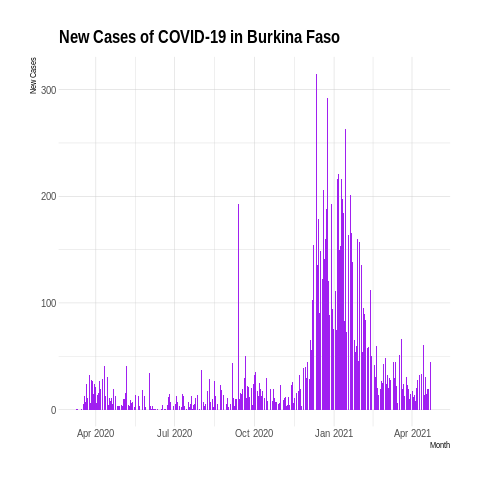 New Cases of COVID-19 in Burkina Faso
New Cases
300
200
100
0
Apr 2020 Jul 2020 Oct 2020 Jan 2021 Apr 2021
Month